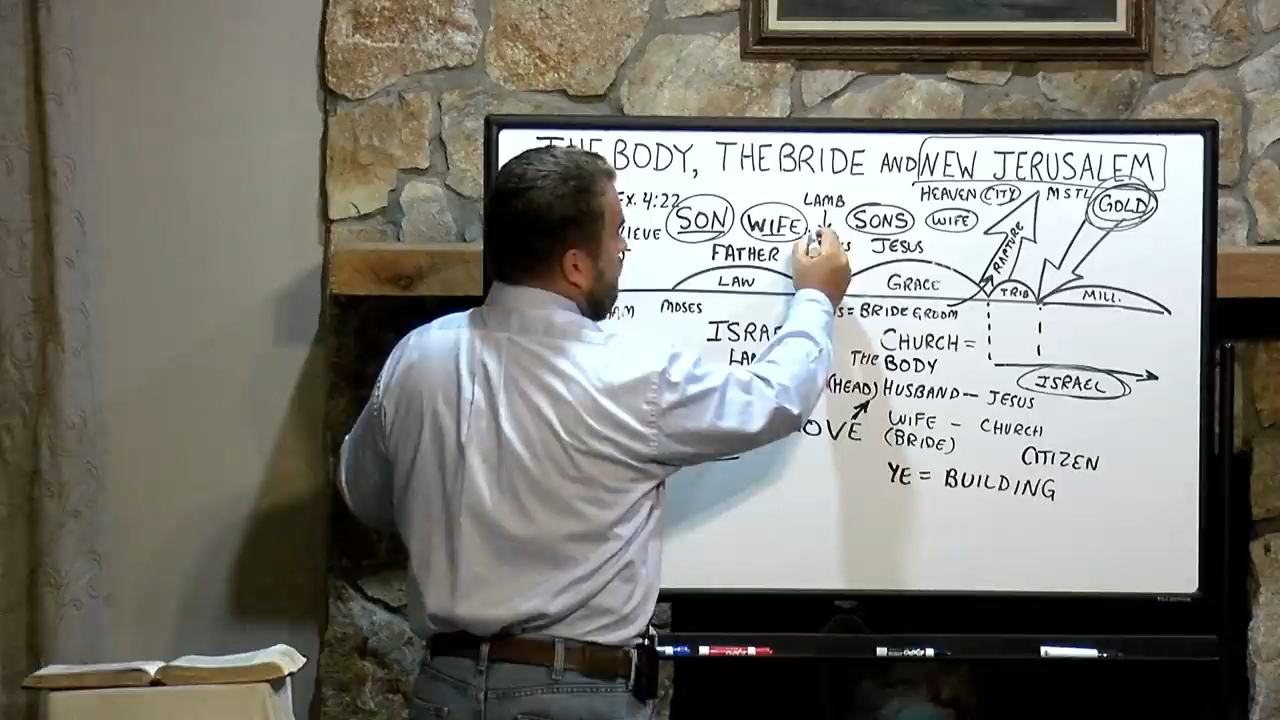 THE BODY, THE BRIDE AND NEW JERUSALEM
EX. 4:22 SON WIFE LAMB SONS WIFE HEAVEN CITY MSTL GOLD
FATHER JESUS RAPTURE
LAW GRACE TRIB MILL.
MOSES = BRIDEGROOM
CHURCH =
THE BODY
ISRAEL
(HEAD) HUSBAND - JESUS
WIFE - CHURCH
(BRIDE)
CITIZEN
YE = BUILDING